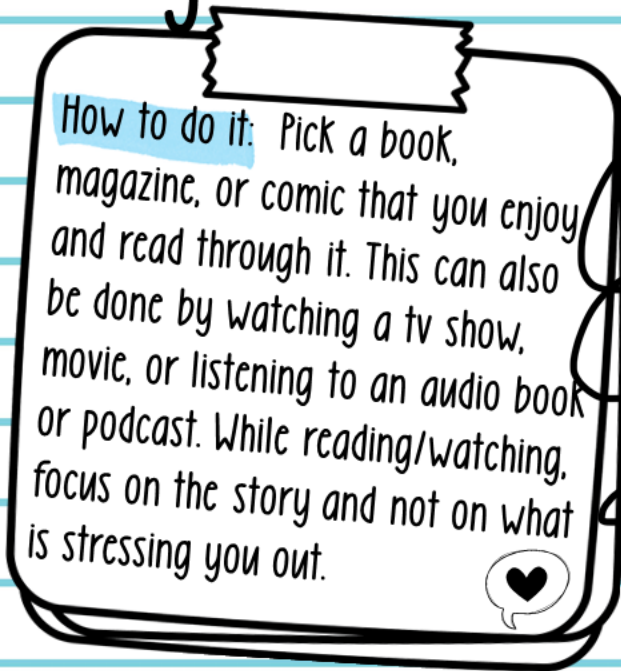 How to do it: Pick a book,
magazine, or comic that you enjoy
and read through it. This can also
be done by watching a tv show,
movie, or listening to an audio book
or podcast. While reading/watching,
focus on the story and not on what
is stressing you out.